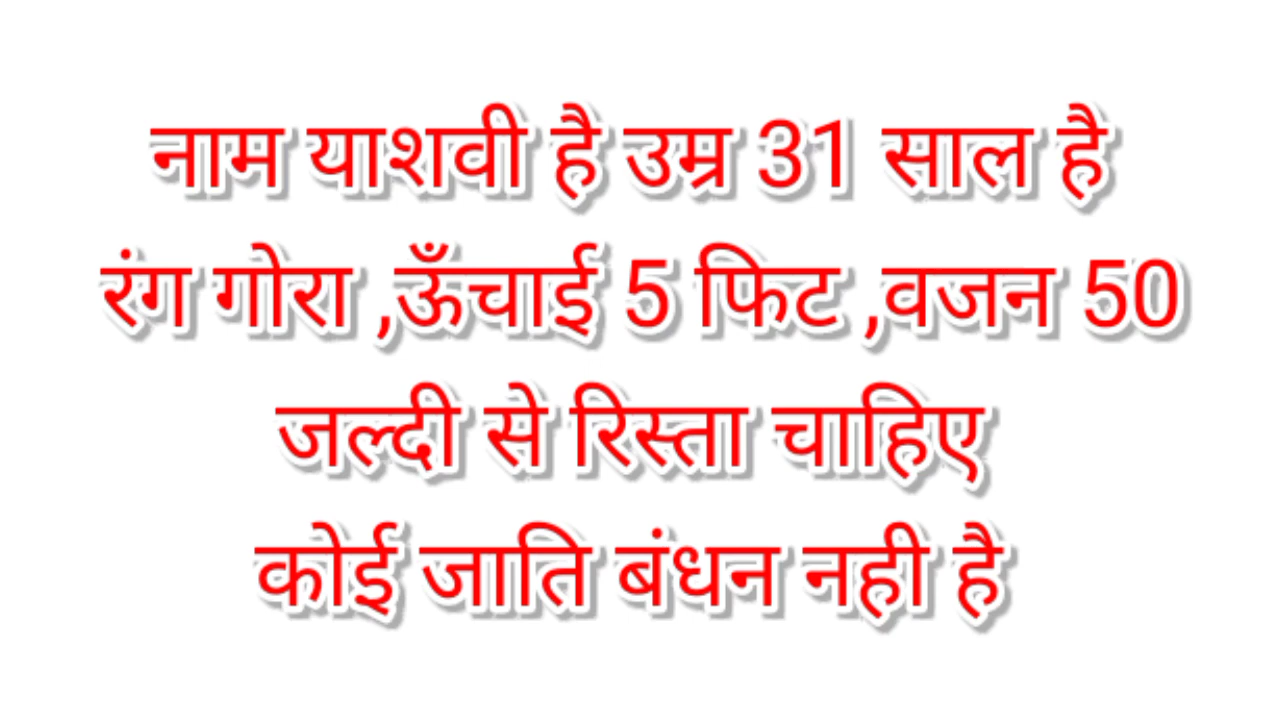 नाम याशवी है उम्र 31 साल है
रंग गोरा ,ऊँचाई 5 फिट ,वजन 50
जल्दी से रिस्ता चाहिए
कोई जाति बंधन नही है